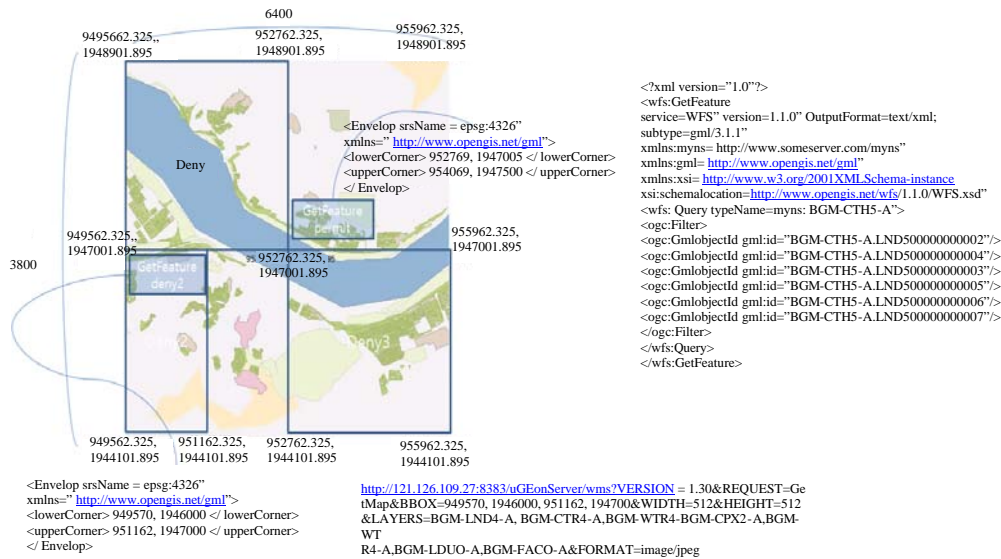 6400
9495662.325,,
1948901.895
952762.325,
1948901.895
955962.325,
1948901.895
Deny
<Envelop srsName = epsg:4326”
xmlns=” http://www.opengis.net/gml”>
<lowerCorner> 952769, 1947005 </ lowerCorner>
<upperCorner> 954069, 1947500 </ upperCorner>
</ Envelop>
GetFeature
permit
949562.325,,
1947001.895
952762.325,
1947001.895
955962.325,
1947001.895
3800
GetFeature
deny2
Deny3
949562.325,
1944101.895
951162.325,
1944101.895
952762.325,
1944101.895
955962.325,
1944101.895
<?xml version=”1.0”?>
<wfs:GetFeature
service=WFS” version=1.1.0” OutputFormat=text/xml;
subtype=gml/3.1.1”
xmlns:myns= http://www.someserver.com/myns”
xmlns:gml= http://www.opengis.net/gml”
xmlns:xsi= http://www.w3.org/2001XMLSchema-instance
xsi:schemalocation=http://www.opengis.net/wfs/1.1.0/WFS.xsd”
<wfs: Query typeName=myns: BGM-CTH5-A”>
<ogc:Filter>
<ogc:GmlobjectId gml:id=”BGM-CTH5-A.LND500000000002”/>
<ogc:GmlobjectId gml:id=”BGM-CTH5-A.LND500000000004”/>
<ogc:GmlobjectId gml:id=”BGM-CTH5-A.LND500000000003”/>
<ogc:GmlobjectId gml:id=”BGM-CTH5-A.LND500000000005”/>
<ogc:GmlobjectId gml:id=”BGM-CTH5-A.LND500000000006”/>
<ogc:GmlobjectId gml:id=”BGM-CTH5-A.LND500000000007”/>
</ogc:Filter>
</wfs:Query>
</wfs:GetFeature>
<Envelop srsName = epsg:4326”
xmlns=” http://www.opengis.net/gml”>
<lowerCorner> 949570, 1946000 </ lowerCorner>
<upperCorner> 951162, 1947000 </ upperCorner>
</ Envelop>
http://121.126.109.27:8383/uGEonServer/wms?VERSION = 1.30&REQUEST=Ge
tMap&BBOX=949570, 1946000, 951162, 194700&WIDTH=512&HEIGHT=512
&LAYERS=BGM-LND4-A, BGM-CTR4-A,BGM-WTR4-BGM-CPX2-A,BGM-
WT
R4-A,BGM-LDUO-A,BGM-FACO-A&FORMAT=image/jpeg